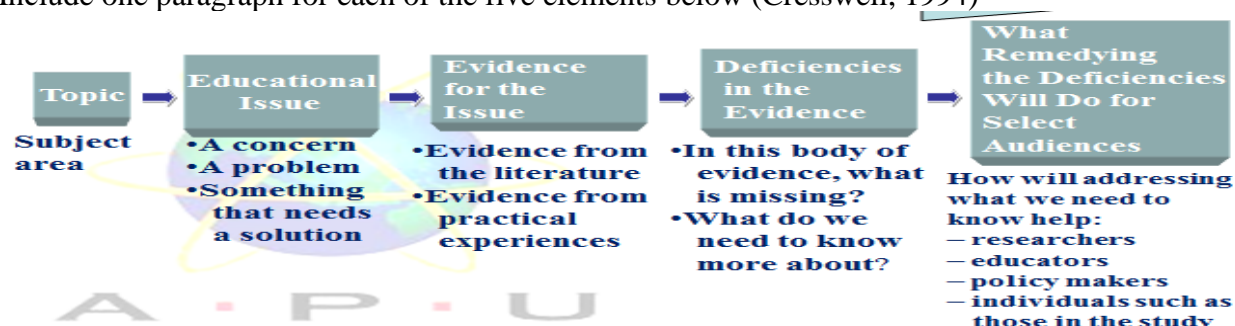 Include one paragraph for each of the five elements below (Cresswell, 1994)
Topic
Subject
area
Educational
Issue
•A concern
•A problem
•Something
that needs
a solution
Evidence
for the
Issue
•Evidence from
the literature
•Evidence from
practical
experiences
Deficiencies
in the
Evidence
•In this body of
evidence, what
is missing?
•What do we
need to know
more about?
What
Remedying
the Deficiencies
Will Do for
Select
Audiences
How will addressing
what we need to
know help:
– researchers
– educators
– policy makers
– individuals such as
those in the study
A · P · U